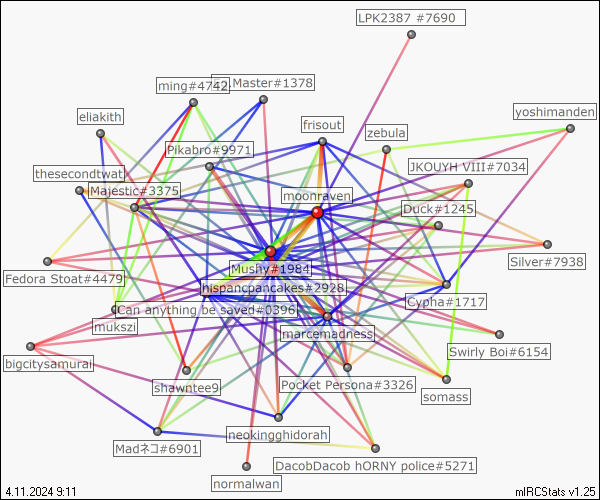 LPK2387 #7690
ming#4742
.Master#1378
eliakith
yoshimanden
frisout
zebula
Pikabro#9971
JKOUYH VIII#7034
thesecondtwat
Majestic#3375
moonraven
Duck#1245
Silver#7938
Mushy#1984
Fedora Stoat#4479
hispancpancakes#2928
Cypha#1717
Can anything be saved#0396
mukszi
marcemadness
Swirly Boi#6154
bigcitysamurai
shawntee9
Pocket Persona#3326
somass
neokingghidorah
Madネコ#6901
DacobDacob hORNY police#5271
normalwan
4.11.2024 9:11
mIRCStats v1.25